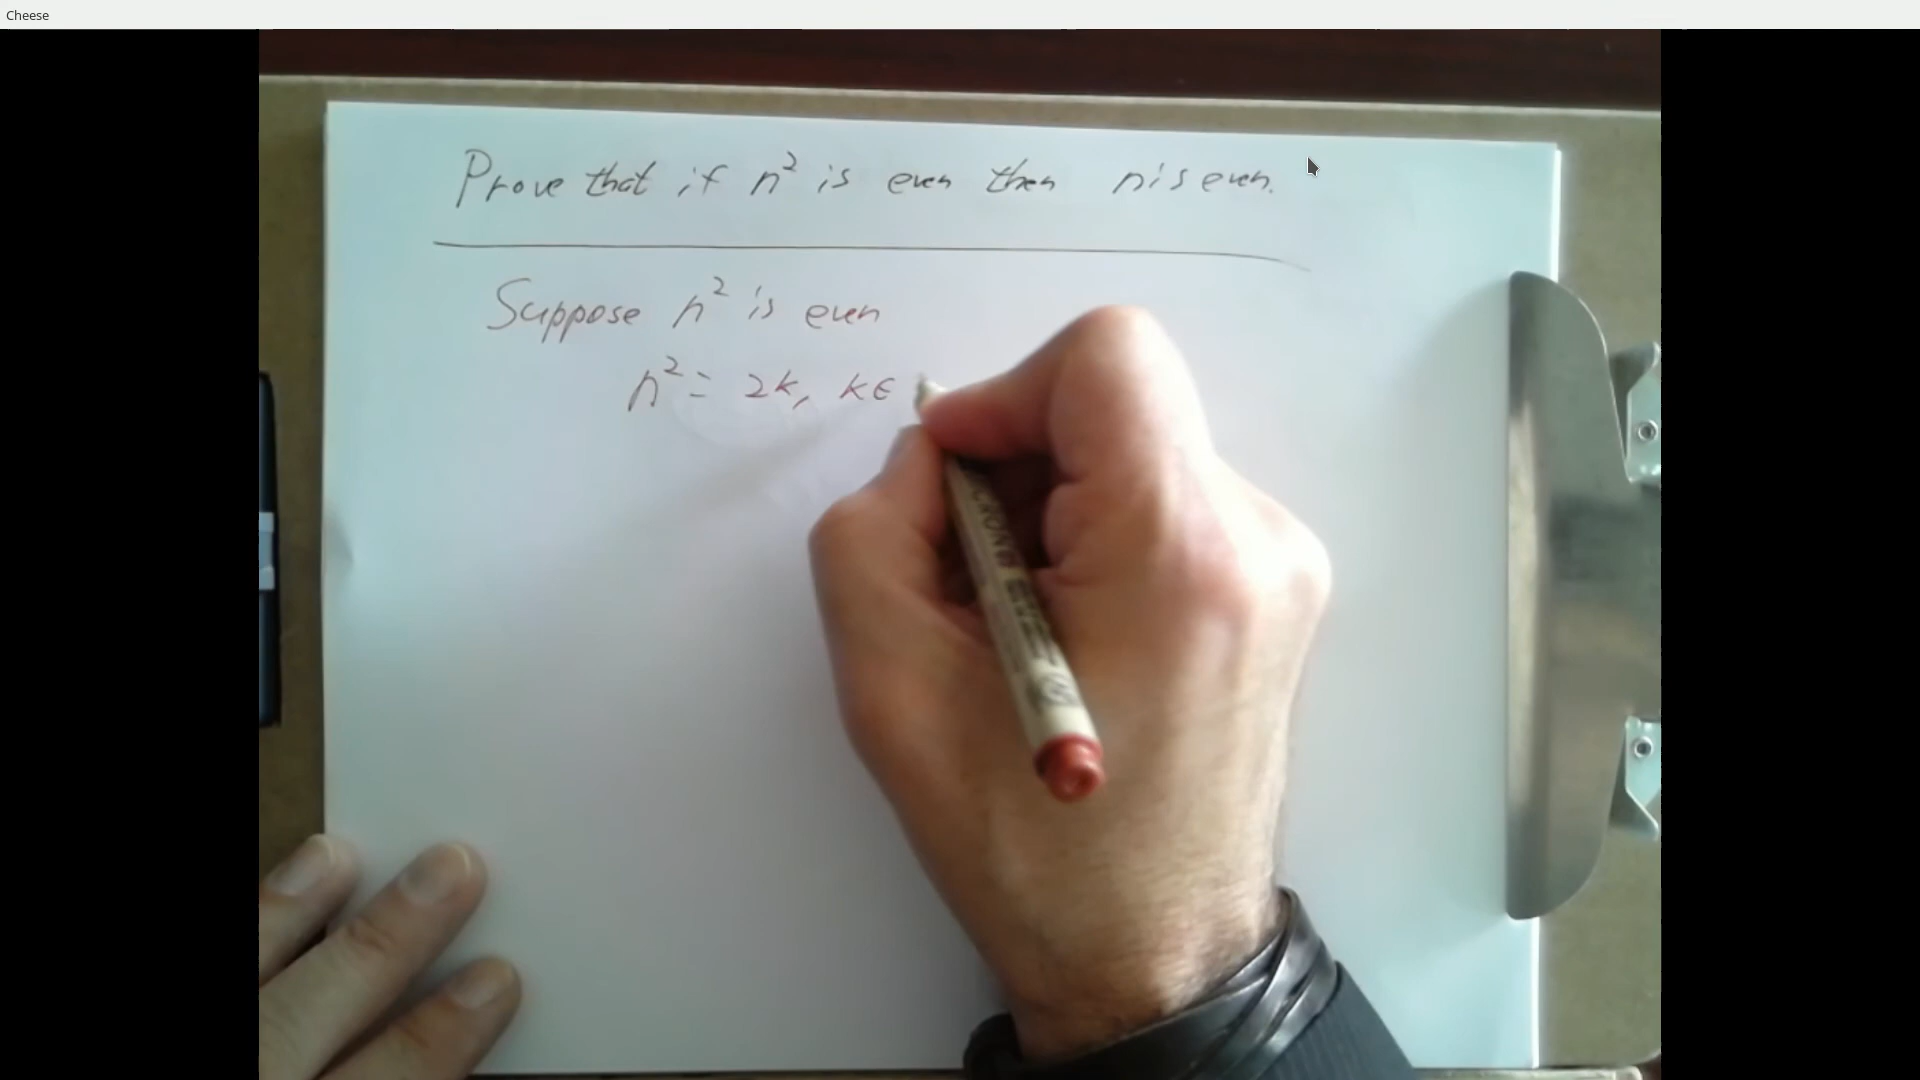 Cheese
Prove that if n² is even then n is even.
Suppose n² is even
n² = 2k, k∈